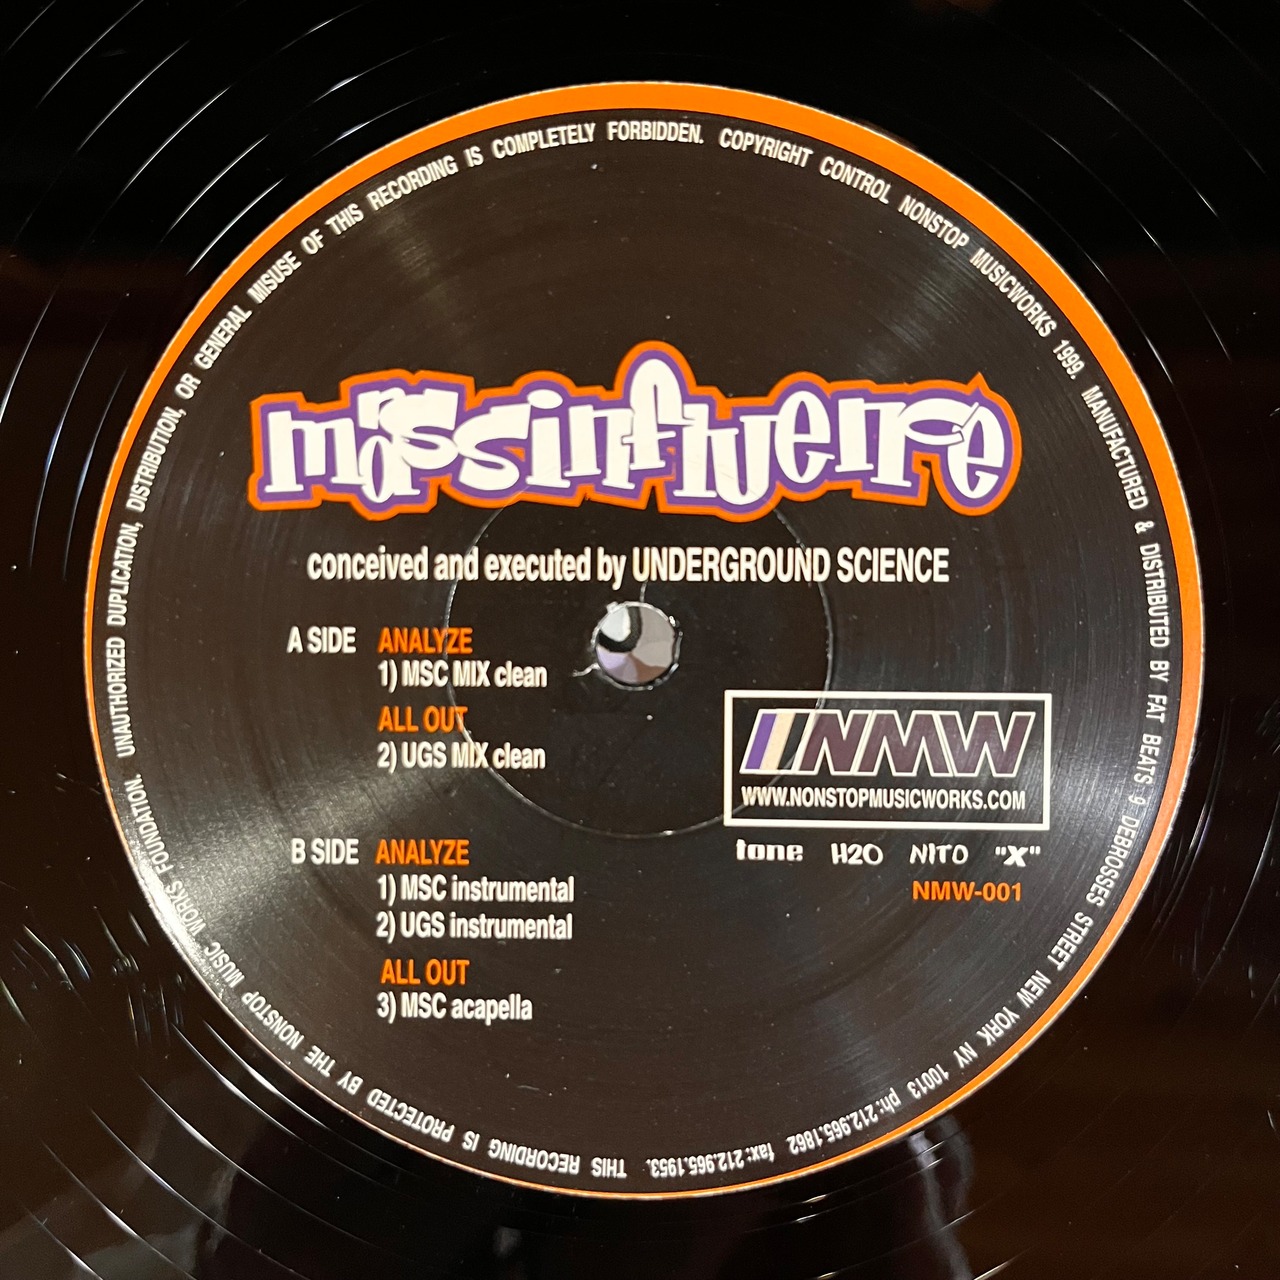 UNAUTHORIZED DUPLICATION, DISTRIBUTION, OR GENERAL MISUSE OF THIS RECORDING IS COMPLETELY FORBIDDEN. COPYRIGHT CONTROL NONSTOP MUSICWORKS 1999. MANUFACTURED & DISTRIBUTED BY FAT BEATS 9 DEBROSSES STREET NEW YORK NY 10013 ph:212.965.1862 fax:212.965.1953. THIS RECORDING IS PROTECTED BY THE NONSTOP MUSIC WORKS FOUNDATION.
massinfluence
conceived and executed by UNDERGROUND SCIENCE
A SIDE ANALYZE
1) MSC MIX clean
ALL OUT
2) UGS MIX clean
NMW
WWW.NONSTOPMUSICWORKS.COM
tone H2O NITO "X"
NMW-001
B SIDE ANALYZE
1) MSC instrumental
2) UGS instrumental
ALL OUT
3) MSC acapella